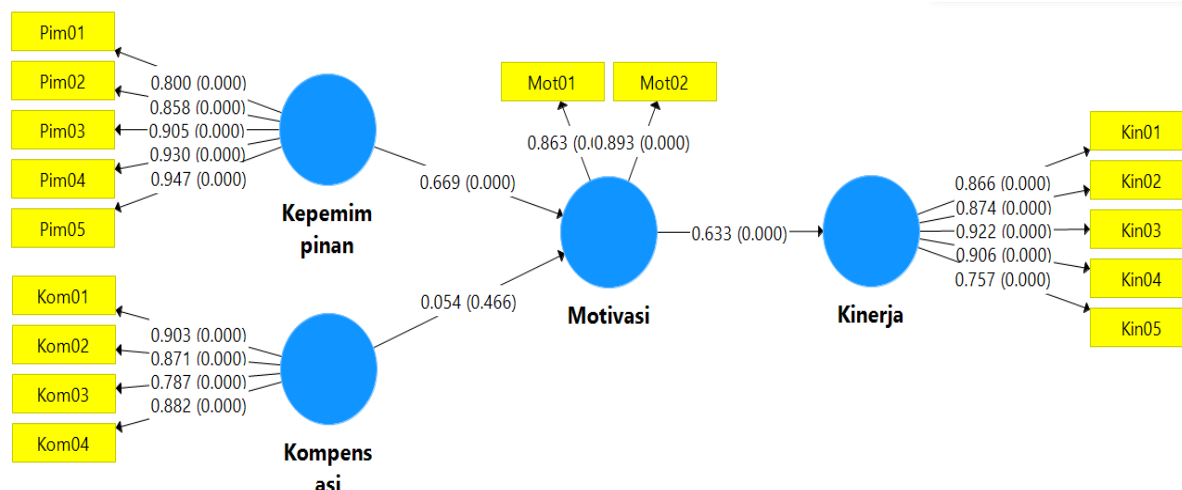 Pim01
Pim02
Pim03
Pim04
Pim05
0.800 (0.000)
0.858 (0.000)
0.905 (0.000)
0.930 (0.000)
0.947 (0.000)
Kepemim
pinan
Kom01
Kom02
Kom03
Kom04
0.903 (0.000)
0.871 (0.000)
0.787 (0.000)
0.882 (0.000)
Kompens
asi
0.669 (0.000)
0.054 (0.466)
Mot01
Mot02
0.863
0.893 (0.000)
Motivasi
0.633 (0.000)
Kinerja
0.866 (0.000)
0.874 (0.000)
0.922 (0.000)
0.906 (0.000)
0.757 (0.000)
Kin01
Kin02
Kin03
Kin04
Kin05